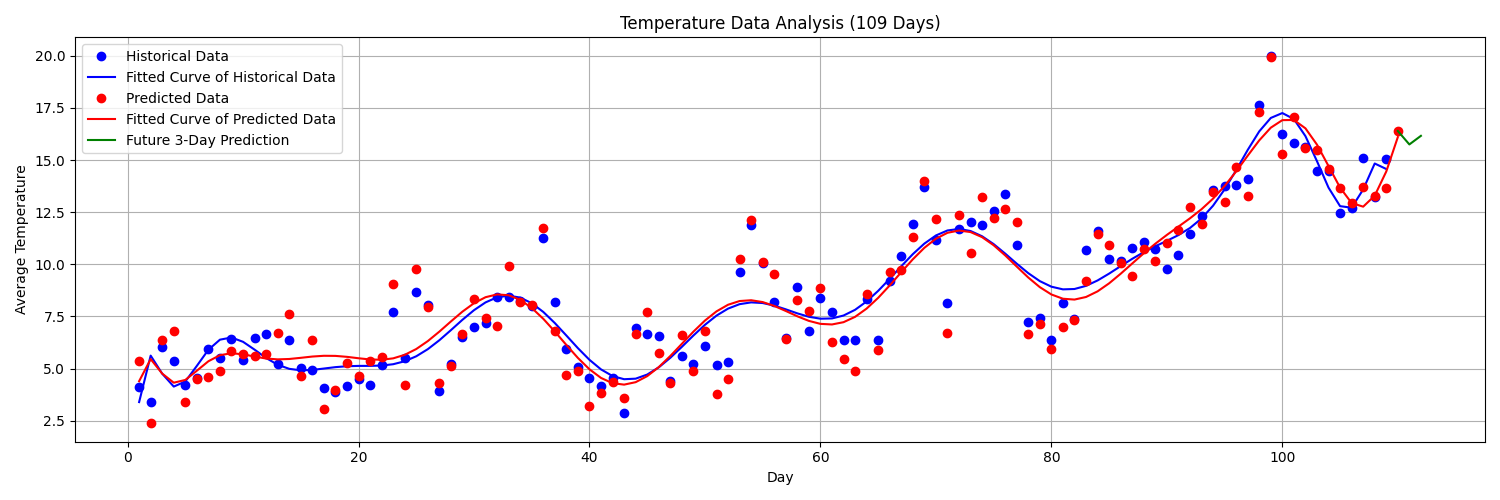 Temperature Data Analysis (109 Days)
Historical Data
Fitted Curve of Historical Data
Predicted Data
Fitted Curve of Predicted Data
Future 3-Day Prediction
Average Temperature
20.0
17.5
15.0
12.5
10.0
7.5
5.0
2.5
0 20 40 60 80 100
Day